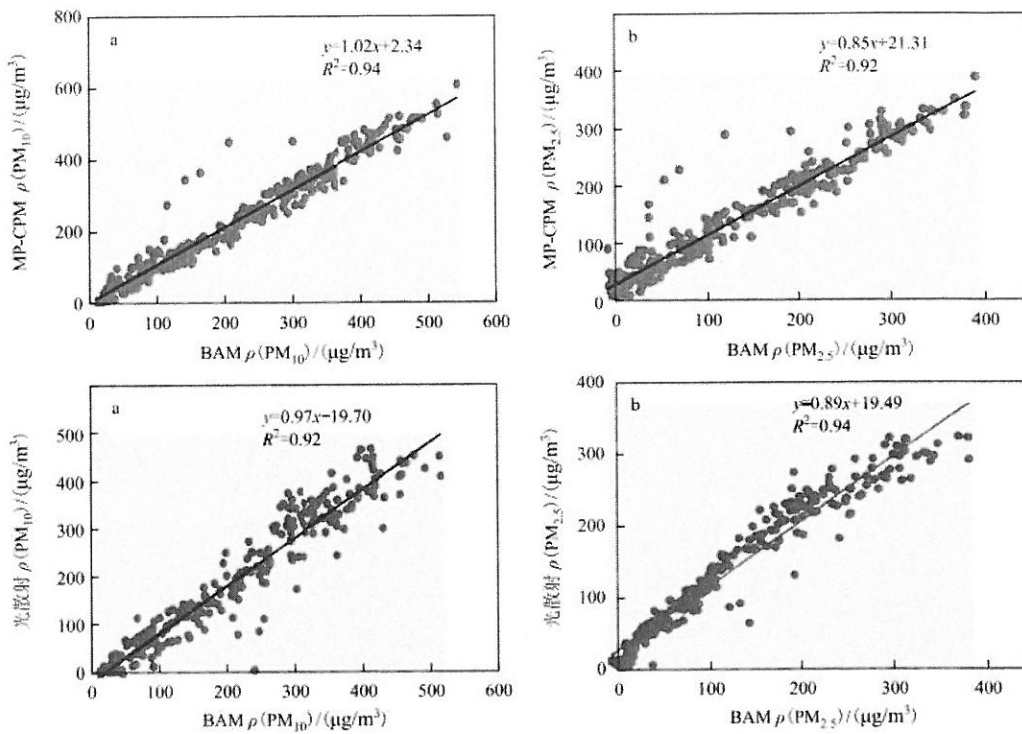 a
y=1.02x+2.34
R²=0.94
MP-CPM ρ(PM₁₀)/(μg/m³)
800
600
400
200
0
0 100 200 300 400 500 600
BAM ρ(PM₁₀)/(μg/m³)
b
y=0.85x+21.31
R²=0.92
MP-CPM ρ(PM₂.₅)/(μg/m³)
400
300
200
100
0
0 100 200 300 400
BAM ρ(PM₂.₅)/(μg/m³)
a
y=0.97x−19.70
R²=0.92
光散射 ρ(PM₁₀)/(μg/m³)
600
500
400
300
200
100
0
0 100 200 300 400 500 600
BAM ρ(PM₁₀)/(μg/m³)
b
y=0.89x+19.49
R²=0.94
光散射 ρ(PM₂.₅)/(μg/m³)
400
300
200
100
0
0 100 200 300 400
BAM ρ(PM₂.₅)/(μg/m³)